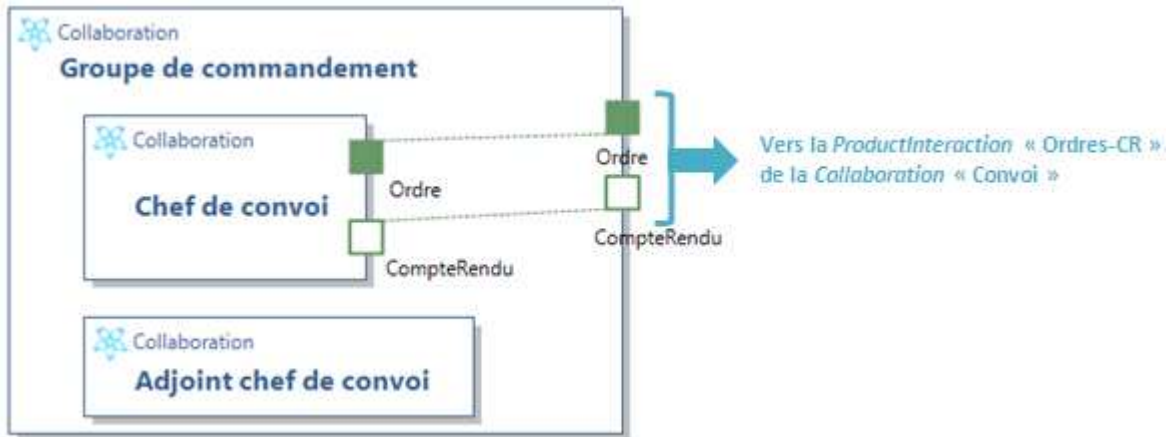 Collaboration
Groupe de commandement
Collaboration
Chef de convoi
Ordre
CompteRendu
Ordre
CompteRendu
Vers la ProductInteraction « Ordres-CR »
de la Collaboration « Convoi »
Collaboration
Adjoint chef de convoi